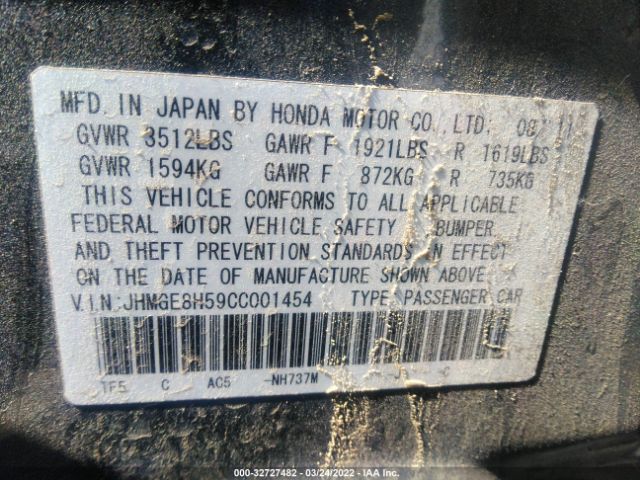 MFD. IN JAPAN BY HONDA MOTOR CO., LTD. 08/11
GVWR 3512LBS GAWR F 1921LBS R 1619LBS
GVWR 1594KG GAWR F 872KG R 735KG
THIS VEHICLE CONFORMS TO ALL APPLICABLE
FEDERAL MOTOR VEHICLE SAFETY, BUMPER,
AND THEFT PREVENTION STANDARDS IN EFFECT
ON THE DATE OF MANUFACTURE SHOWN ABOVE.
V.I.N:JHMGE8H59CC001454 TYPE:PASSENGER CAR
TF5 C AC5 -NH737M C
000-32727482 - 03/24/2022 - IAA Inc.